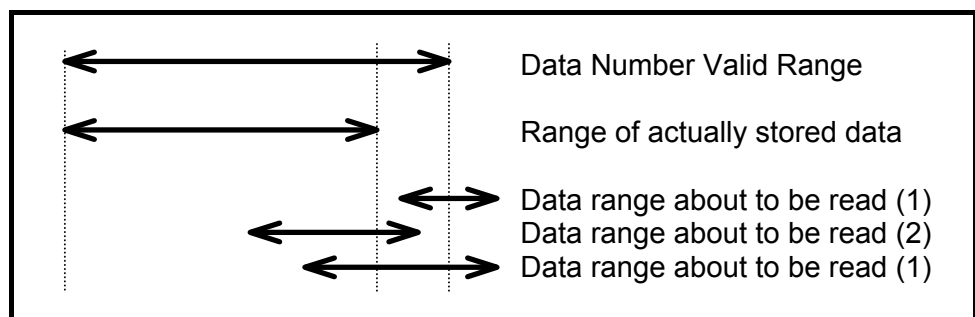 Data Number Valid Range
Range of actually stored data
Data range about to be read (1)
Data range about to be read (2)
Data range about to be read (1)